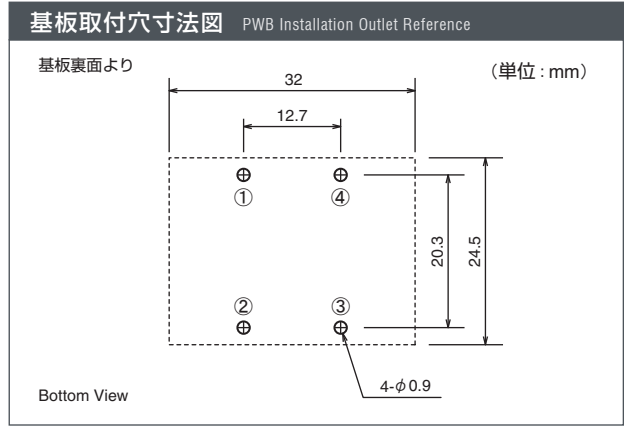 基板取付穴寸法図 PWB Installation Outlet Reference
基板裏面より
（単位 : mm）
32
12.7
① ④
20.3
24.5
② ③
4-φ0.9
Bottom View